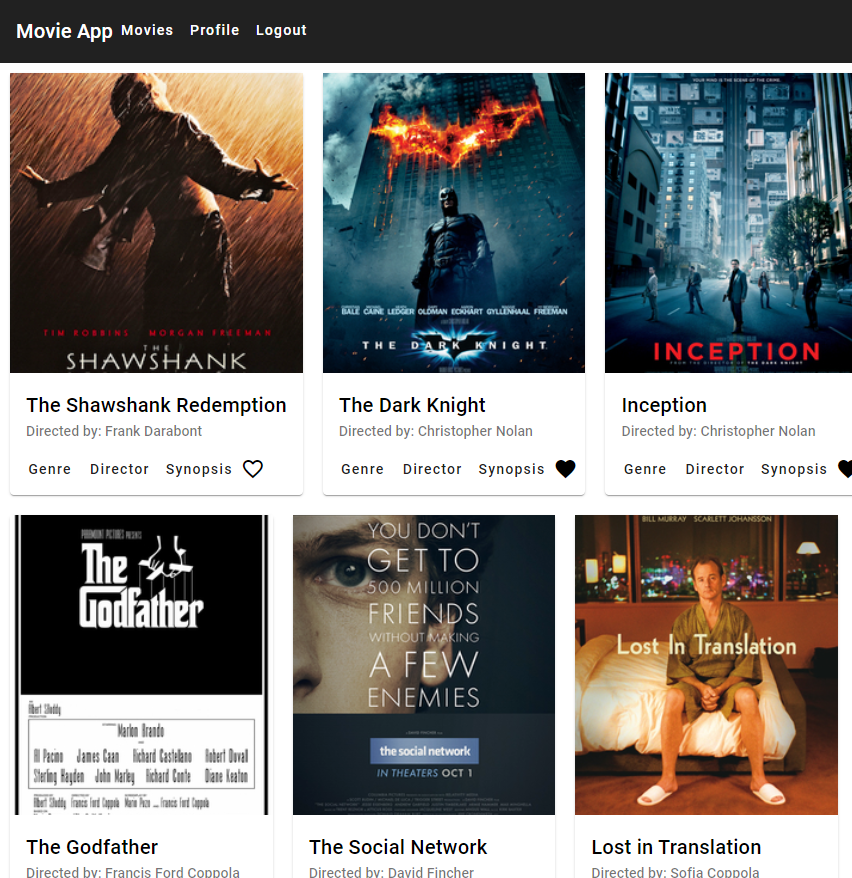 Movie App Movies Profile Logout
YOUR MIND IS THE SCENE OF THE CRIME.
TIM ROBBINS MORGAN FREEMAN
THE
SHAWSHANK
BALE CAINE LEDGER OLDMAN ECKHART GYLLENHAAL FREEMAN
THE DARK KNIGHT
INCEPTION
FROM THE DIRECTOR OF THE DARK KNIGHT
The Shawshank Redemption
Directed by: Frank Darabont
Genre Director Synopsis
The Dark Knight
Directed by: Christopher Nolan
Genre Director Synopsis
Inception
Directed by: Christopher Nolan
Genre Director Synopsis
PARAMOUNT PICTURES PRESENTS
The
Godfather
Albert S. Ruddy
Marlon Brando
Al Pacino James Caan Richard Castellano Robert Duvall
Sterling Hayden John Marley Richard Conte Diane Keaton
Albert S. Ruddy Francis Ford Coppola Mario Puzo Francis Ford Coppola
YOU DON'T
GET TO
500 MILLION
FRIENDS
WITHOUT MAKING
A FEW
ENEMIES
the social network
IN THEATERS OCT 1
BILL MURRAY SCARLETT JOHANSSON
Lost In Translation
The Godfather
Directed by: Francis Ford Coppola
The Social Network
Directed by: David Fincher
Lost in Translation
Directed by: Sofia Coppola